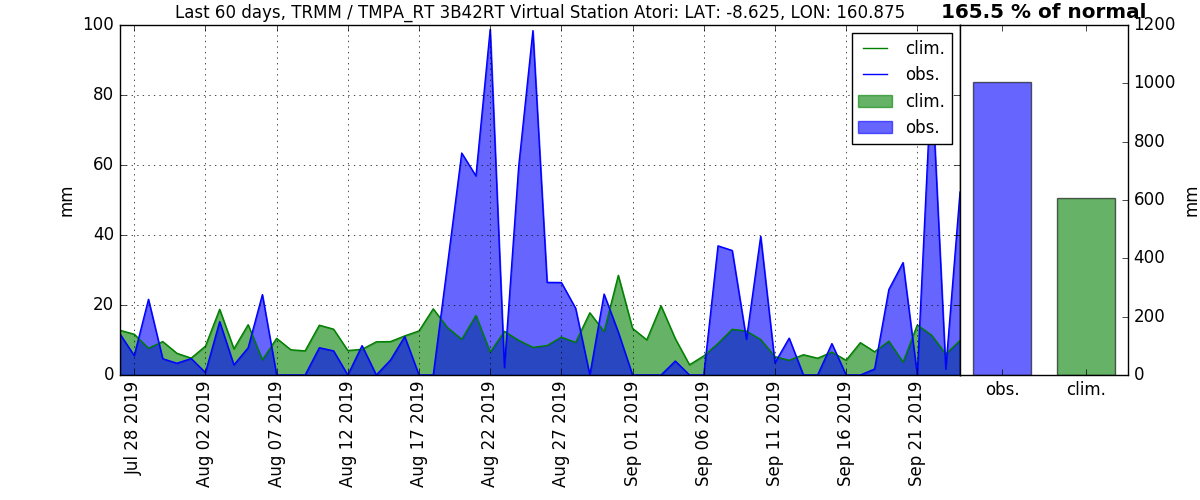 Last 60 days, TRMM / TMPA_RT 3B42RT Virtual Station Atori: LAT: -8.625, LON: 160.875
165.5 % of normal
100
80
60
40
20
0
mm
clim.
obs.
clim.
obs.
1200
1000
800
600
400
200
0
mm
Jul 28 2019
Aug 02 2019
Aug 07 2019
Aug 12 2019
Aug 17 2019
Aug 22 2019
Aug 27 2019
Sep 01 2019
Sep 06 2019
Sep 11 2019
Sep 16 2019
Sep 21 2019
obs.
clim.